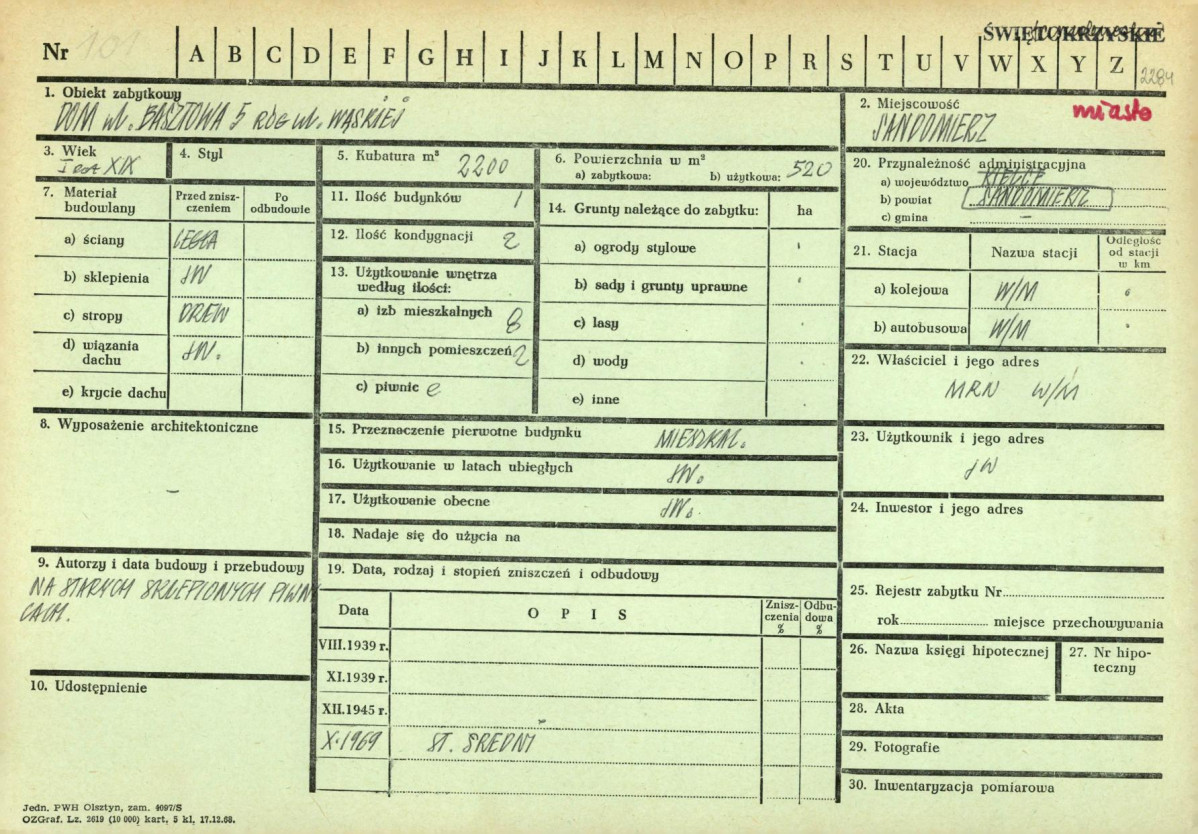 ŚWIĘTOKRZYSKIE
Nr 101 A B C D E F G H I J K L M N O P R S T U V W X Y Z
2284
1. Obiekt zabytkowy
DOM ul. BASZTOWA 5 RÓG ul. WĄSKIEJ
2. Miejscowość
miasto
SANDOMIERZ
3. Wiek
XIX
4. Styl
5. Kubatura m³ 2200
6. Powierzchnia w m²
a) zabytkowa: b) użytkowa: 520
20. Przynależność administracyjna
a) województwo KIELCE
b) powiat SANDOMIERZ
c) gmina –
7. Materiał budowlany
Przed zniszczeniem
Po odbudowie
a) ściany CEGŁA
b) sklepienia JW
c) stropy DREW
d) wiązania dachu JW.
e) krycie dachu
11. Ilość budynków 1
12. Ilość kondygnacji 2
13. Użytkowanie wnętrza
według ilości:
a) izb mieszkalnych 8
b) innych pomieszczeń 2
c) piwnic
14. Grunty należące do zabytku: ha
a) ogrody stylowe
b) sady i grunty uprawne
c) lasy
d) wody
e) inne
21. Stacja Nazwa stacji Odległość od stacji w km
a) kolejowa W/M
b) autobusowa W/M
22. Właściciel i jego adres
MRN W/M
8. Wyposażenie architektoniczne
–
15. Przeznaczenie pierwotne budynku MIESZKAL.
16. Użytkowanie w latach ubiegłych JW.
17. Użytkowanie obecne JW.
18. Nadaje się do użycia na
23. Użytkownik i jego adres
JW
24. Inwestor i jego adres
9. Autorzy i data budowy i przebudowy
NA STARYCH SKLEPIONYCH PIWNI
CACH.
10. Udostępnienie
19. Data, rodzaj i stopień zniszczeń i odbudowy
Data OPIS Zniszczenia % Odbudowa %
VIII.1939 r.
XI.1939 r.
XII.1945 r.
X.1969 ST. SREDNI
25. Rejestr zabytku Nr
rok miejsce przechowywania
26. Nazwa księgi hipotecznej
27. Nr hipoteczny
28. Akta
29. Fotografie
30. Inwentaryzacja pomiarowa
Jedn. PWH Olsztyn, zam. 4097/S
OZGraf. Lz. 2619 (10 000) kart. 5 kl. 17.12.68.